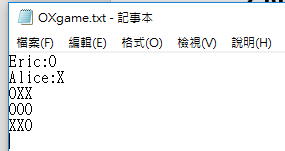 OXgame.txt - 記事本
檔案(F) 編輯(E) 格式(O) 檢視(V) 說明(H)
Eric:O
Alice:X
OXX
OOO
XXO